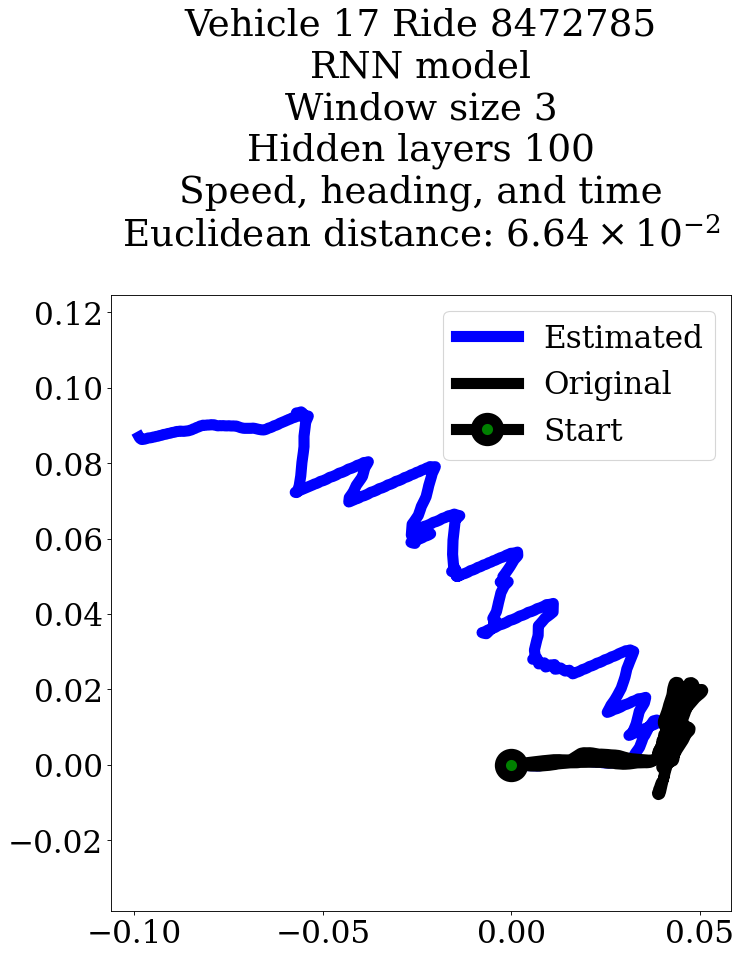 Vehicle 17 Ride 8472785
RNN model
Window size 3
Hidden layers 100
Speed, heading, and time
Euclidean distance: 6.64 × 10⁻²
Estimated
Original
Start
0.12
0.10
0.08
0.06
0.04
0.02
0.00
−0.02
−0.10
−0.05
0.00
0.05